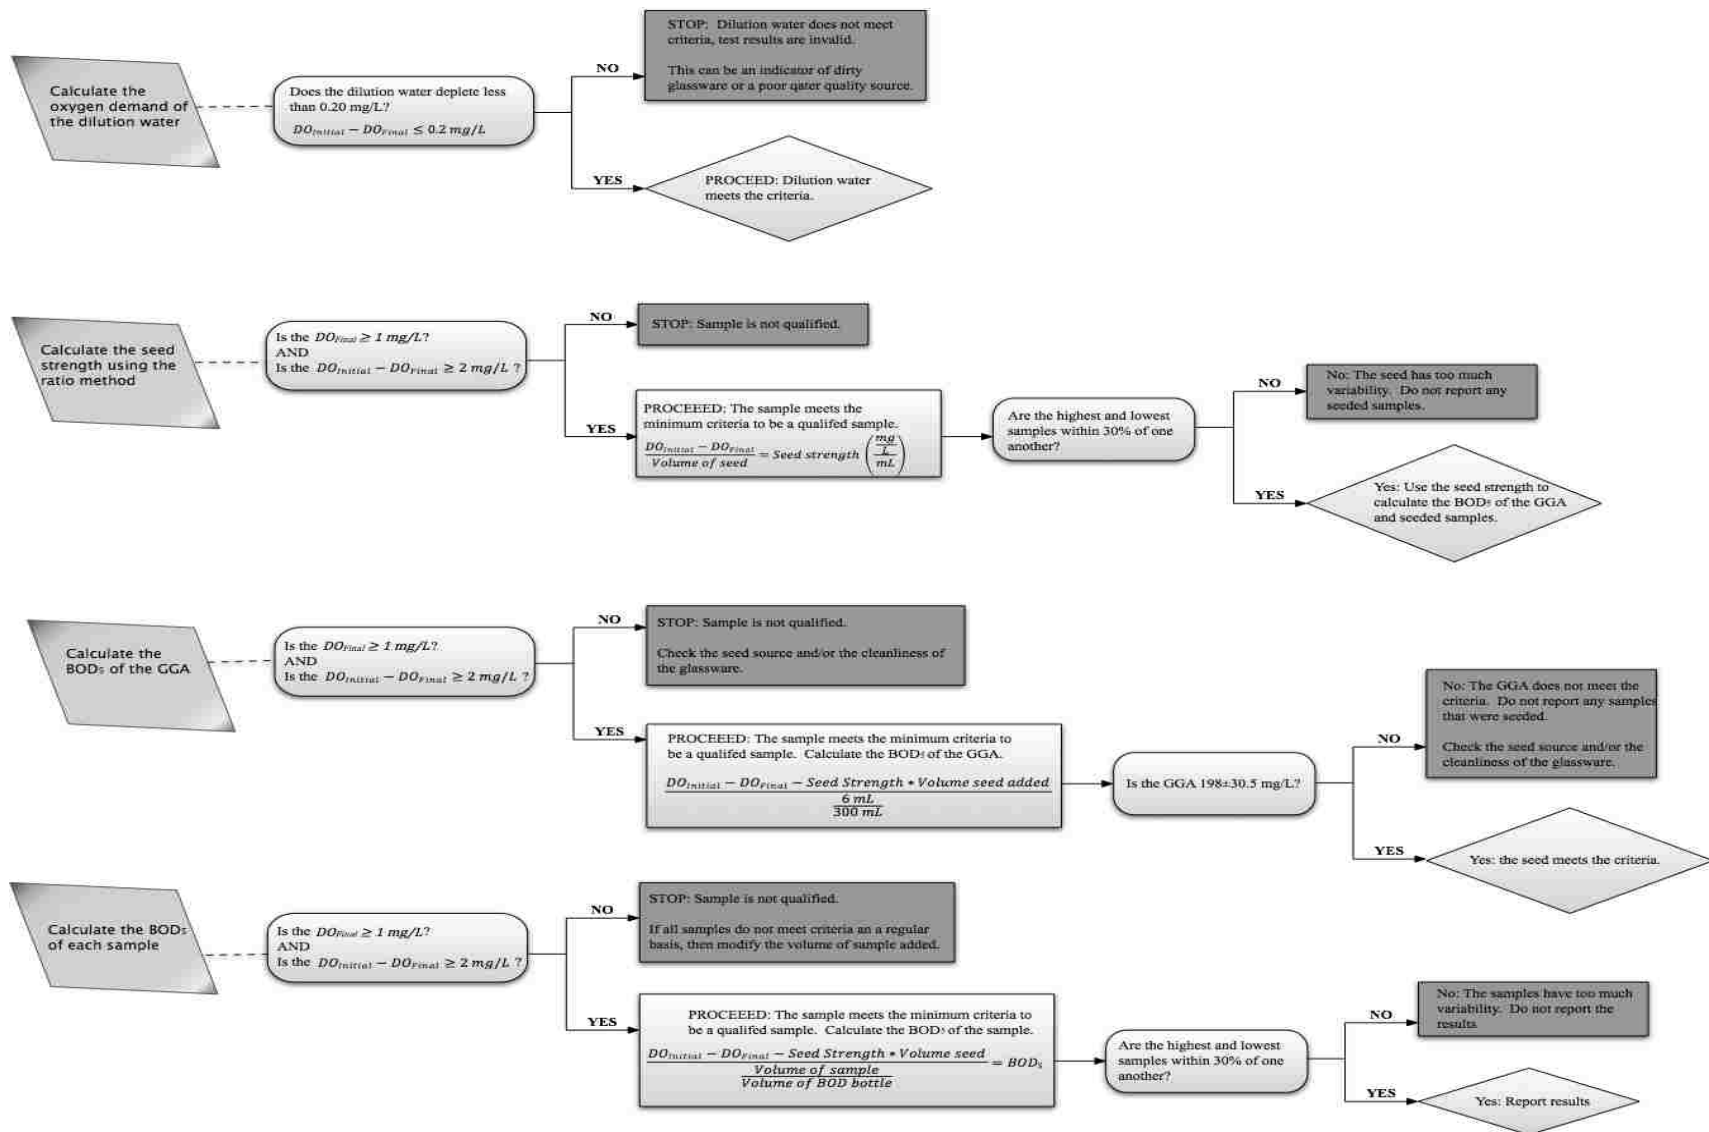 Calculate the
oxygen demand of
the dilution water
Does the dilution water deplete less
than 0.20 mg/L?
DO_Initial − DO_Final ≤ 0.2 mg/L
NO
STOP: Dilution water does not meet
criteria, test results are invalid.
This can be an indicator of dirty
glassware or a poor qater quality source.
YES
PROCEED: Dilution water
meets the criteria.
Calculate the seed
strength using the
ratio method
Is the DO_Final ≥ 1 mg/L?
AND
Is the DO_Initial − DO_Final ≥ 2 mg/L ?
NO
STOP: Sample is not qualified.
YES
PROCEEED: The sample meets the
minimum criteria to be a qualifed sample.
DO_Initial − DO_Final
Volume of seed
= Seed strength (
mg
L
mL
)
Are the highest and lowest
samples within 30% of one
another?
NO
No: The seed has too much
variability. Do not report any
seeded samples.
YES
Yes: Use the seed strength to
calculate the BOD5 of the GGA
and seeded samples.
Calculate the
BOD5 of the GGA
Is the DO_Final ≥ 1 mg/L?
AND
Is the DO_Initial − DO_Final ≥ 2 mg/L ?
NO
STOP: Sample is not qualified.
Check the seed source and/or the cleanliness of
the glassware.
YES
PROCEEED: The sample meets the minimum criteria to
be a qualifed sample. Calculate the BOD5 of the GGA.
DO_Initial − DO_Final − Seed Strength * Volume seed added
6 mL
300 mL
Is the GGA 198±30.5 mg/L?
NO
No: The GGA does not meet the
criteria. Do not report any samples
that were seeded.
Check the seed source and/or the
cleanliness of the glassware.
YES
Yes: the seed meets the criteria.
Calculate the BOD5
of each sample
Is the DO_Final ≥ 1 mg/L?
AND
Is the DO_Initial − DO_Final ≥ 2 mg/L ?
NO
STOP: Sample is not qualified.
If all samples do not meet criteria an a regular
basis, then modify the volume of sample added.
YES
PROCEEED: The sample meets the minimum criteria to
be a qualifed sample. Calculate the BOD5 of the sample.
DO_Initial − DO_Final − Seed Strength * Volume seed
Volume of sample
Volume of BOD bottle
= BOD5
Are the highest and lowest
samples within 30% of one
another?
NO
No: The samples have too much
variability. Do not report the
results
YES
Yes: Report results